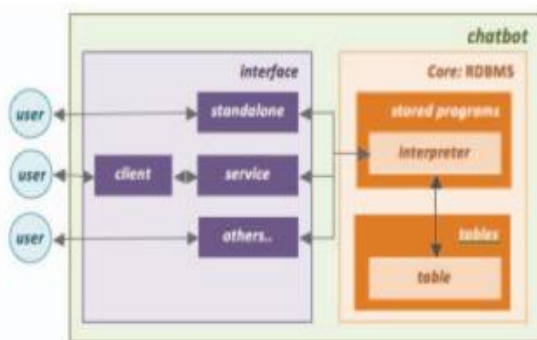 chatbot
interface
Core: RDBMS
user
standalone
stored programs
interpreter
user
client
service
user
others..
tables
table